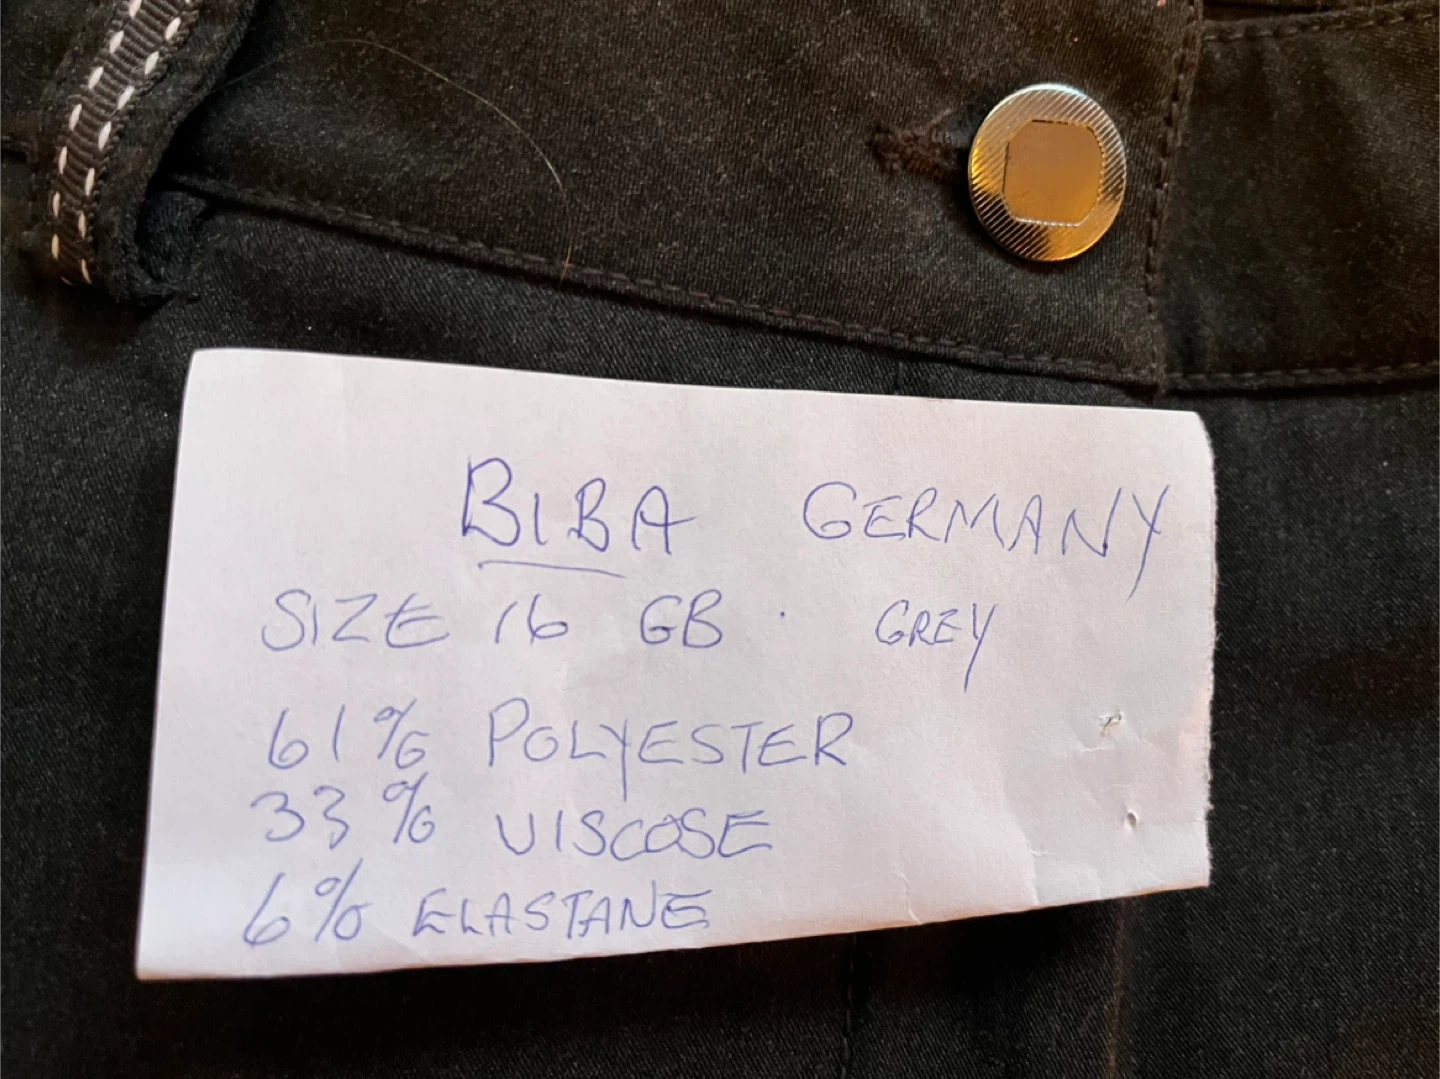 BIBA GERMANY
SIZE 16 GB. GREY
61% POLYESTER
33% VISCOSE
6% ELASTANE